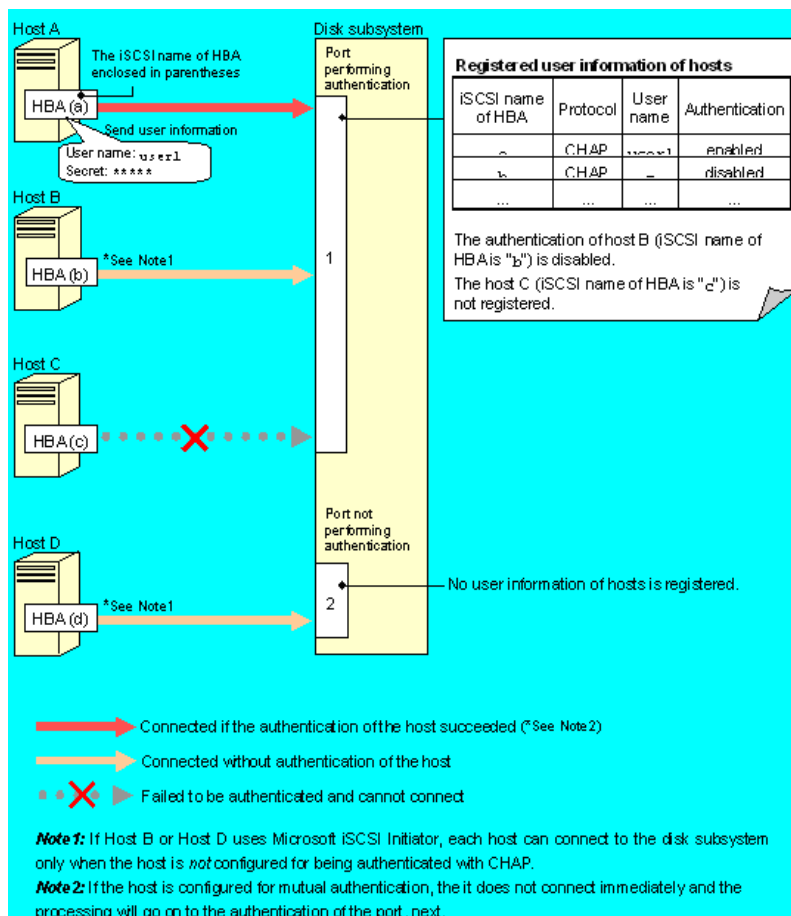 Host A
Disk subsystem
The iSCSI name of HBA
enclosed in parentheses
Port
performing
authentication
HBA(a)
Send user information
User name: user1
Secret: *****
Registered user information of hosts
iSCSI name of HBA Protocol User name Authentication
a CHAP user1 enabled
b CHAP – disabled
... ... ... ...
The authentication of host B (iSCSI name of
HBA is "b") is disabled.
The host C (iSCSI name of HBA is "c") is
not registered.
Host B
*See Note1
HBA(b)
1
Host C
HBA(c)
Port not
performing
authentication
Host D
*See Note1
HBA(d)
2
No user information of hosts is registered.
Connected if the authentication of the host succeeded (*See Note2)
Connected without authentication of the host
Failed to be authenticated and cannot connect
Note1: If Host B or Host D uses Microsoft iSCSI Initiator, each host can connect to the disk subsystem
only when the host is not configured for being authenticated with CHAP.
Note2: If the host is configured for mutual authentication, the it does not connect immediately and the
processing will go on to the authentication of the port, next.